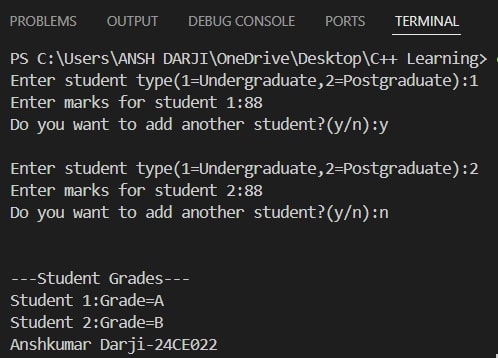 PROBLEMS OUTPUT DEBUG CONSOLE PORTS TERMINAL
PS C:\Users\ANSH DARJI\OneDrive\Desktop\C++ Learning>
Enter student type(1=Undergraduate,2=Postgraduate):1
Enter marks for student 1:88
Do you want to add another student?(y/n):y
Enter student type(1=Undergraduate,2=Postgraduate):2
Enter marks for student 2:88
Do you want to add another student?(y/n):n
---Student Grades---
Student 1:Grade=A
Student 2:Grade=B
Anshkumar Darji-24CE022